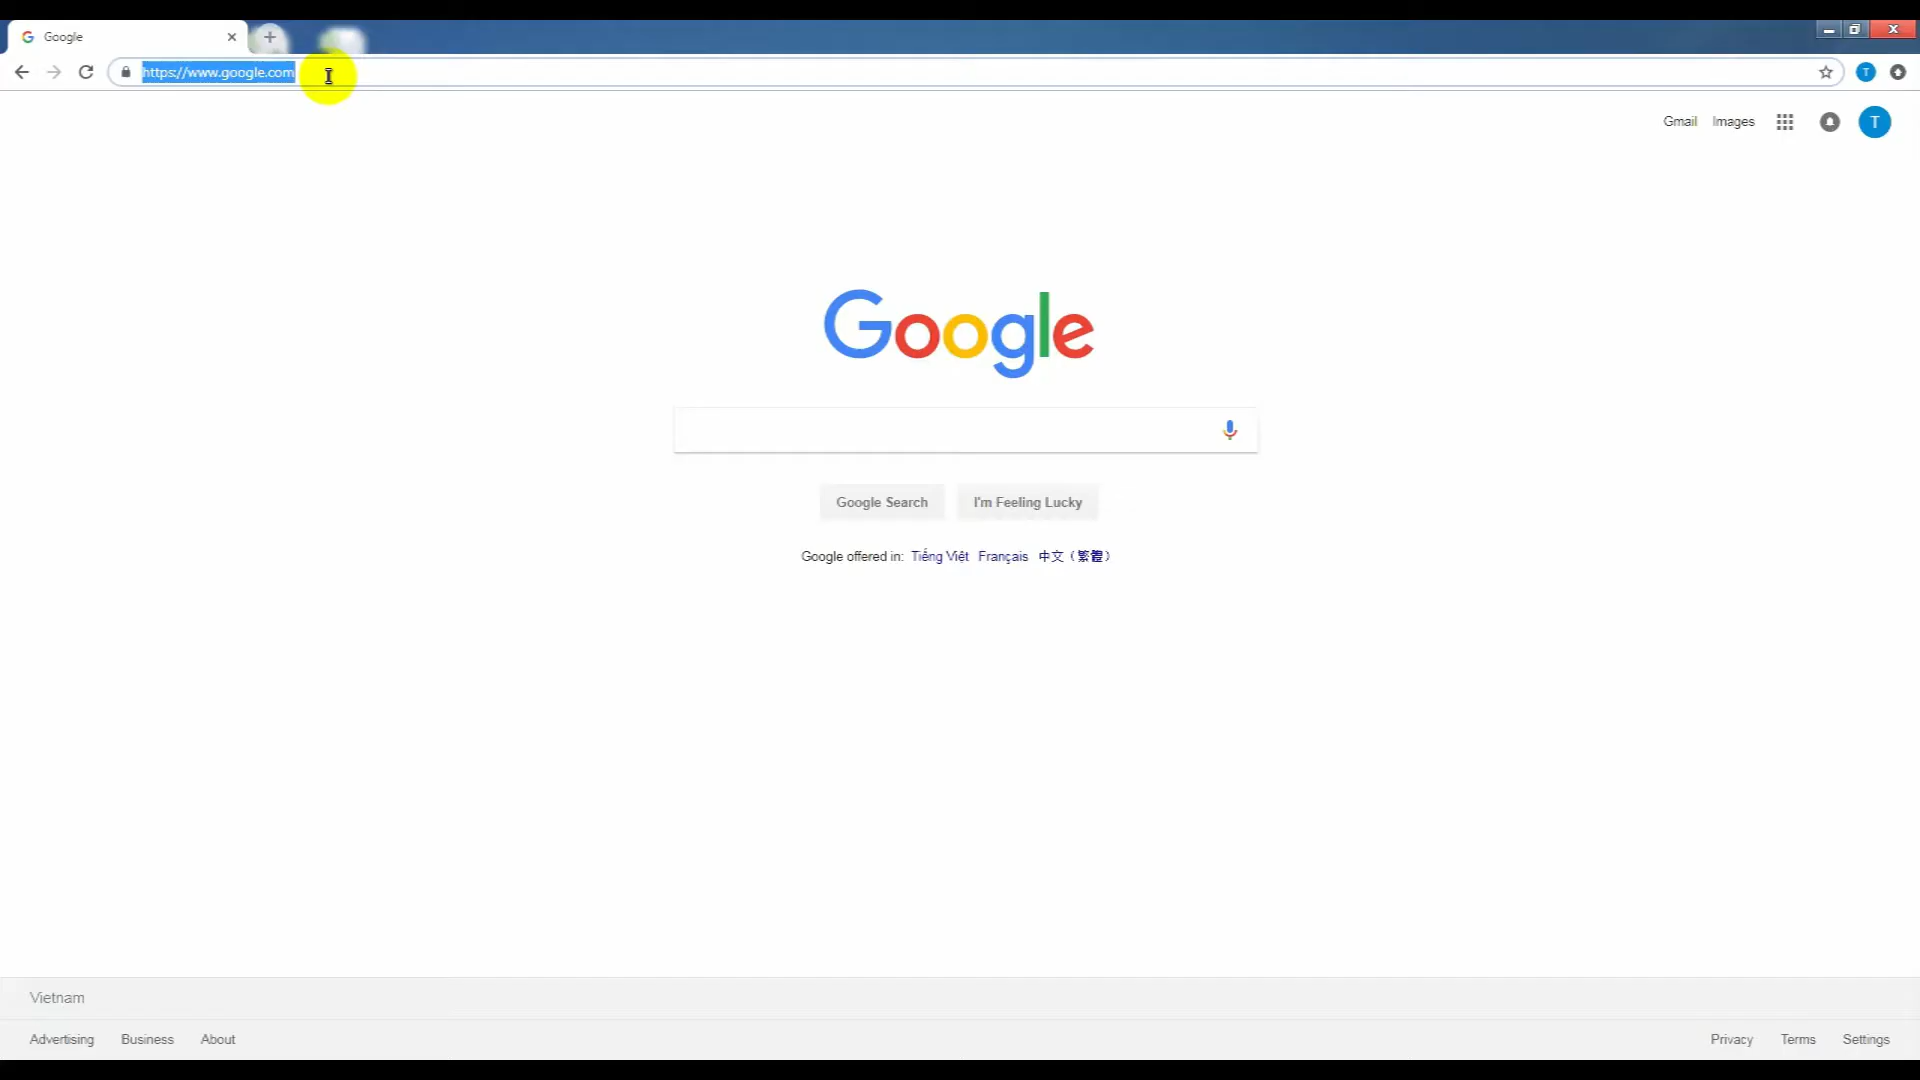 Google
https://www.google.com
Gmail Images T
Google
Google Search I'm Feeling Lucky
Google offered in: Tiếng Việt Français 中文（繁體）
Vietnam
Advertising Business About Privacy Terms Settings